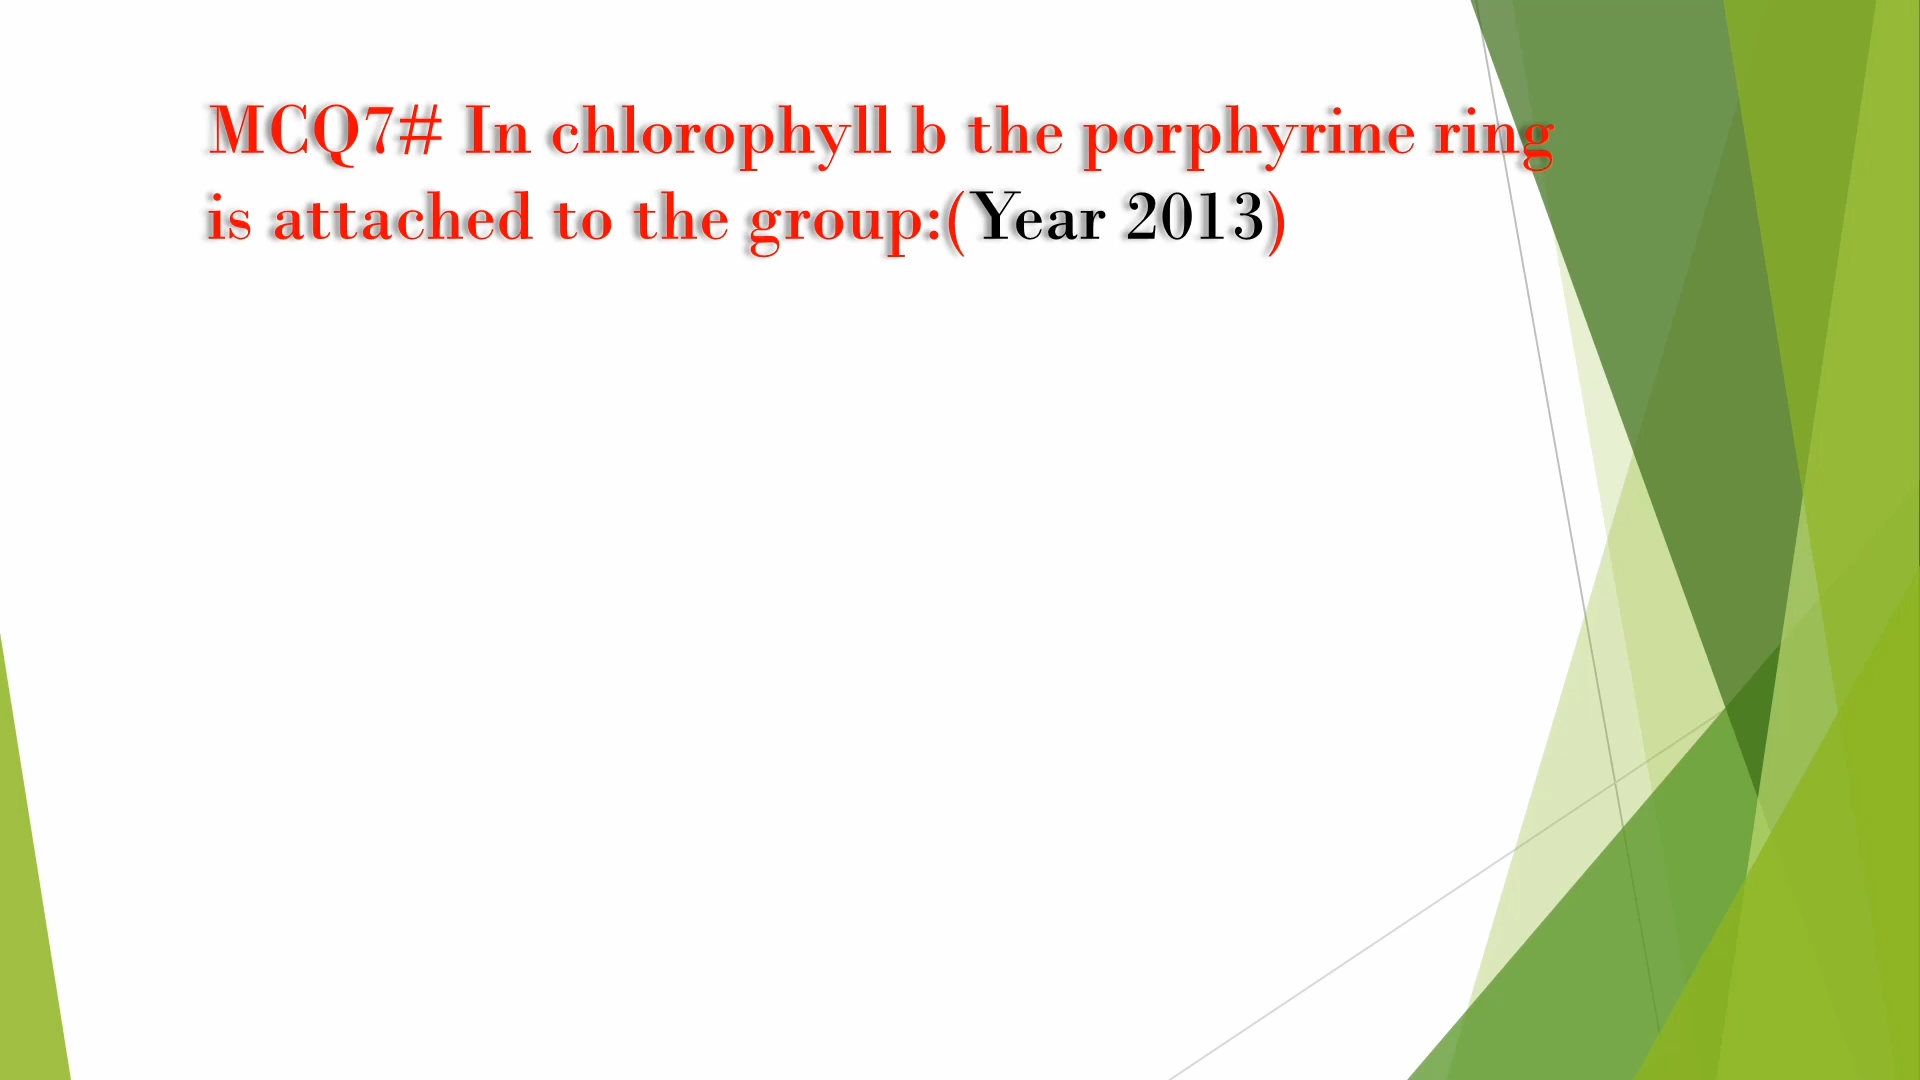 MCQ7# In chlorophyll b the porphyrine ring
is attached to the group:(Year 2013)